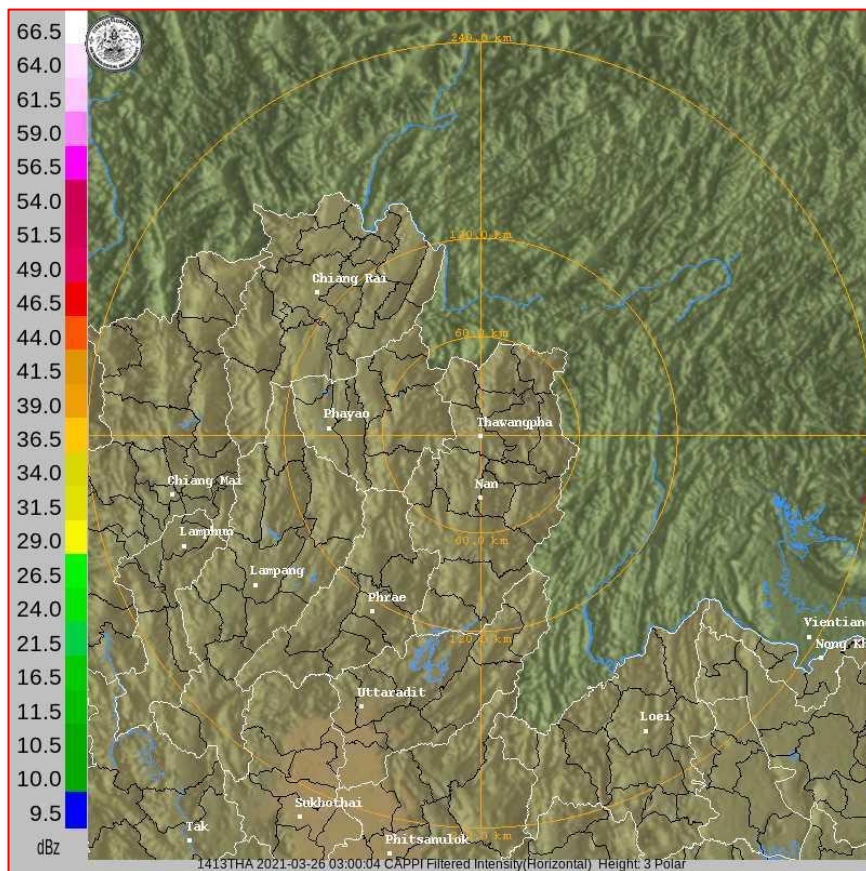 66.5
64.0
61.5
59.0
56.5
54.0
51.5
49.0
46.5
44.0
41.5
39.0
36.5
34.0
31.5
29.0
26.5
24.0
21.5
16.5
11.5
10.5
10.0
9.5
dBz
240.0 km
Chiang Rai
60.0 km
Phayao
Thawangpha
Chiang Mai
Nan
Lamphun
60.0 km
Lampang
Phrae
Vientiane
Nong Kh
Uttaradit
Loei
Sukhothai
Tak
Phitsanulok
1413THA 2021-03-26 03:00:04 CAPPI Filtered Intensity(Horizontal) Height: 3 Polar